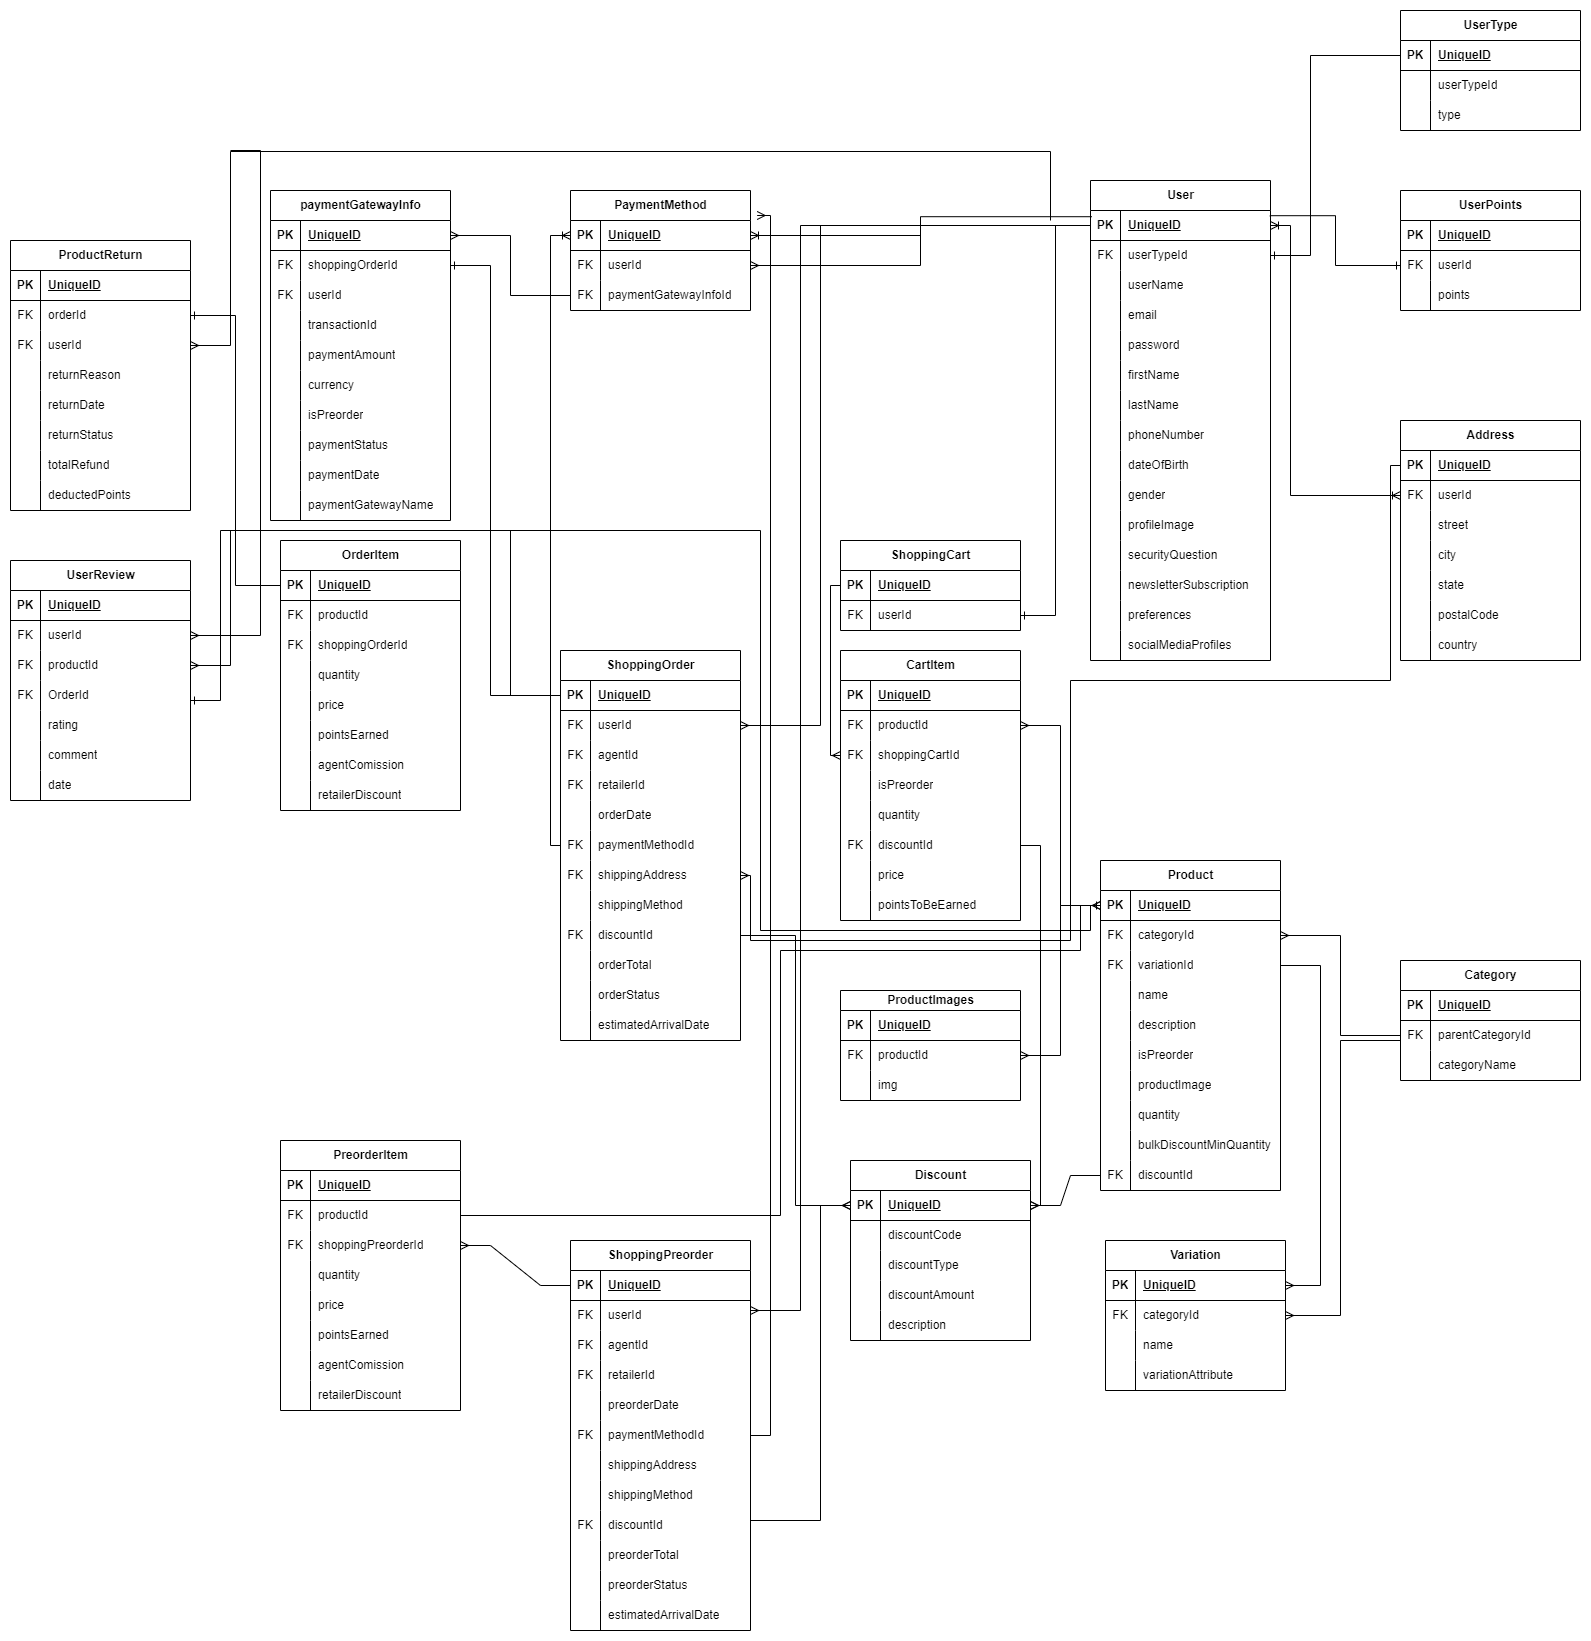 UserType
PK UniqueID
userTypeId
type
User
PK UniqueID
FK userTypeId
userName
email
password
firstName
lastName
phoneNumber
dateOfBirth
gender
profileImage
securityQuestion
newsletterSubscription
preferences
socialMediaProfiles
UserPoints
PK UniqueID
FK userId
points
paymentGatewayInfo
PK UniqueID
FK shoppingOrderId
FK userId
transactionId
paymentAmount
currency
isPreorder
paymentStatus
paymentDate
paymentGatewayName
PaymentMethod
PK UniqueID
FK userId
FK paymentGatewayInfoId
ProductReturn
PK UniqueID
FK orderId
FK userId
returnReason
returnDate
returnStatus
totalRefund
deductedPoints
Address
PK UniqueID
FK userId
street
city
state
postalCode
country
UserReview
PK UniqueID
FK userId
FK productId
FK OrderId
rating
comment
date
OrderItem
PK UniqueID
FK productId
FK shoppingOrderId
quantity
price
pointsEarned
agentComission
retailerDiscount
ShoppingCart
PK UniqueID
FK userId
ShoppingOrder
PK UniqueID
FK userId
FK agentId
FK retailerId
orderDate
FK paymentMethodId
FK shippingAddress
shippingMethod
FK discountId
orderTotal
orderStatus
estimatedArrivalDate
CartItem
PK UniqueID
FK productId
FK shoppingCartId
isPreorder
quantity
FK discountId
price
pointsToBeEarned
Product
PK UniqueID
FK categoryId
FK variationId
name
description
isPreorder
productImage
quantity
bulkDiscountMinQuantity
FK discountId
Category
PK UniqueID
FK parentCategoryId
categoryName
ProductImages
PK UniqueID
FK productId
img
PreorderItem
PK UniqueID
FK productId
FK shoppingPreorderId
quantity
price
pointsEarned
agentComission
retailerDiscount
Discount
PK UniqueID
discountCode
discountType
discountAmount
description
ShoppingPreorder
PK UniqueID
FK userId
FK agentId
FK retailerId
preorderDate
FK paymentMethodId
shippingAddress
shippingMethod
FK discountId
preorderTotal
preorderStatus
estimatedArrivalDate
Variation
PK UniqueID
FK categoryId
name
variationAttribute